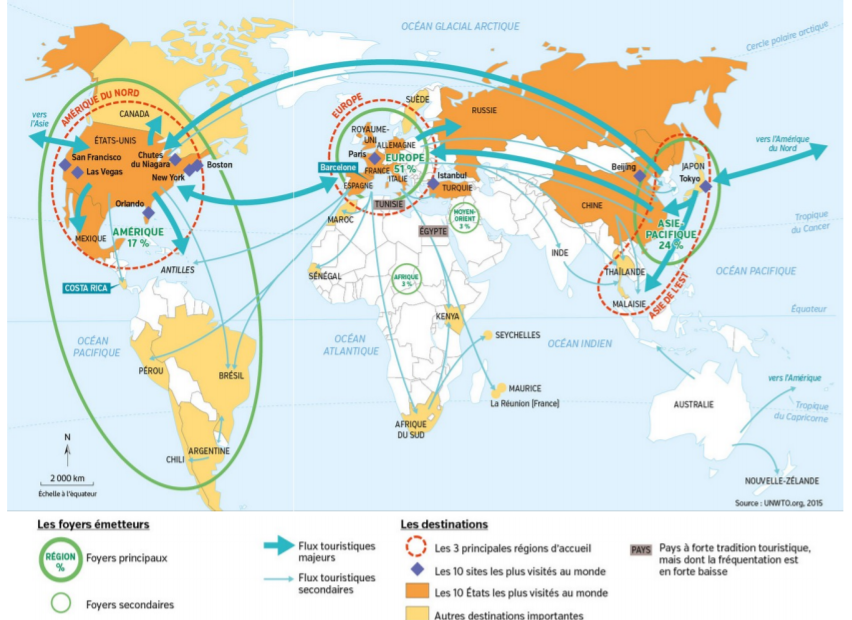 OCÉAN GLACIAL ARCTIQUE
Cercle polaire arctique
AMÉRIQUE DU NORD
CANADA
vers
l'Asie
ÉTATS-UNIS
San Francisco
Las Vegas
Chutes
du Niagara
New York
Boston
Orlando
MEXIQUE
AMÉRIQUE
17 %
ANTILLES
COSTA RICA
OCÉAN
PACIFIQUE
PÉROU
BRÉSIL
ARGENTINE
CHILI
N
2 000 km
Échelle à l'équateur
EUROPE
SUÈDE
ROYAUME-
UNI
ALLEMAGNE
Paris
EUROPE
51 %
FRANCE
ITALIE
Barcelone
ESPAGNE
Istanbul
TURQUIE
TUNISIE
MAROC
ÉGYPTE
MOYEN-
ORIENT
3 %
AFRIQUE
3 %
SÉNÉGAL
KENYA
SEYCHELLES
OCÉAN
ATLANTIQUE
OCÉAN INDIEN
MAURICE
La Réunion [France]
AFRIQUE
DU SUD
RUSSIE
Beijing
JAPON
Tokyo
CHINE
vers l'Amérique
du Nord
ASIE
PACIFIQUE
24 %
Tropique
du Cancer
INDE
THAÏLANDE
MALAISIE
ASIE DE L'EST
OCÉAN PACIFIQUE
Équateur
AUSTRALIE
vers l'Amérique
Tropique
du Capricorne
NOUVELLE-ZÉLANDE
Source : UNWTO.org, 2015
Les foyers émetteurs
RÉGION
%
Foyers principaux
Foyers secondaires
Flux touristiques
majeurs
Flux touristiques
secondaires
Les destinations
Les 3 principales régions d'accueil
Les 10 sites les plus visités au monde
Les 10 États les plus visités au monde
Autres destinations importantes
PAYS
Pays à forte tradition touristique,
mais dont la fréquentation est
en forte baisse